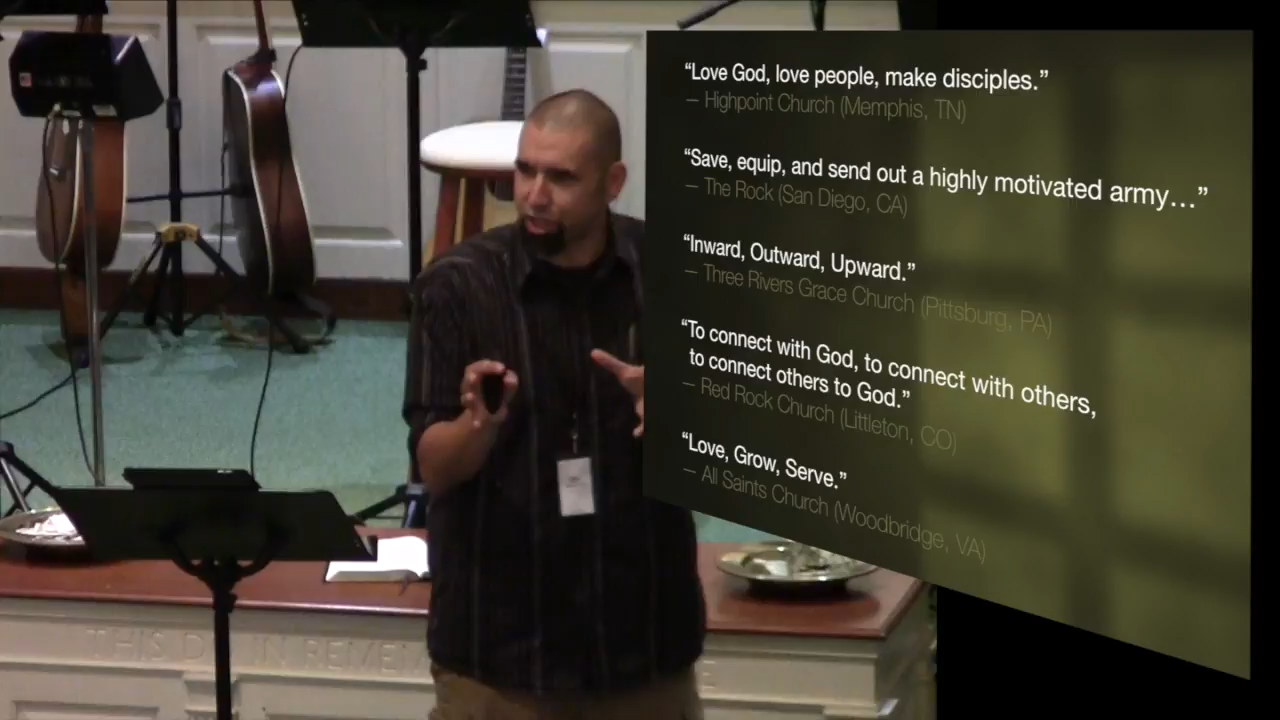 “Love God, love people, make disciples.”
– Highpoint Church (Memphis, TN)
“Save, equip, and send out a highly motivated army…”
– The Rock (San Diego, CA)
“Inward, Outward, Upward.”
– Three Rivers Grace Church (Pittsburg, PA)
“To connect with God, to connect with others,
to connect others to God.”
– Red Rock Church (Littleton, CO)
“Love, Grow, Serve.”
– All Saints Church (Woodbridge, VA)
THIS D IN REMEM E